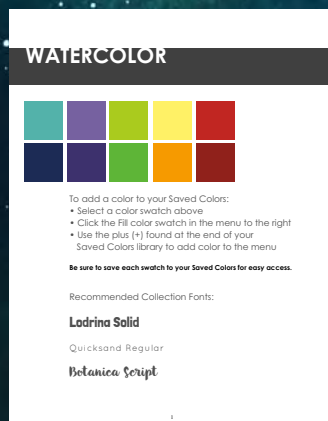 WATERCOLOR
To add a color to your Saved Colors:
• Select a color swatch above
• Click the Fill color swatch in the menu to the right
• Use the plus (+) found at the end of your
Saved Colors library to add color to the menu
Be sure to save each swatch to your Saved Colors for easy access.
Recommended Collection Fonts:
Lodrina Solid
Quicksand Regular
Botanica Script